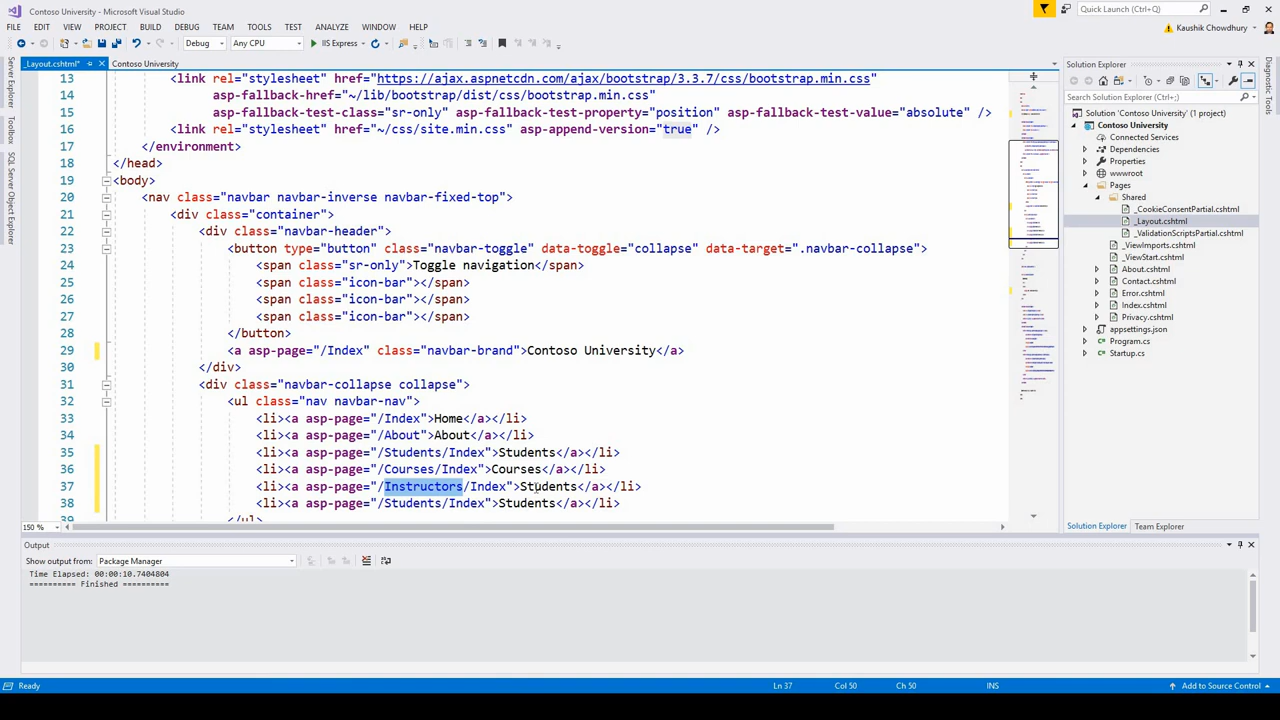 Contoso University - Microsoft Visual Studio
Quick Launch (Ctrl+Q)
FILE EDIT VIEW PROJECT BUILD DEBUG TEAM TOOLS TEST ANALYZE WINDOW HELP
Kaushik Chowdhury
Debug Any CPU IIS Express
_Layout.cshtml* Contoso University
Server Explorer
Toolbox
SQL Server Object Explorer
13 <link rel="stylesheet" href="https://ajax.aspnetcdn.com/ajax/bootstrap/3.3.7/css/bootstrap.min.css"
14 asp-fallback-href="~/lib/bootstrap/dist/css/bootstrap.min.css"
15 asp-fallback-test-class="sr-only" asp-fallback-test-property="position" asp-fallback-test-value="absolute" />
16 <link rel="stylesheet" href="~/css/site.min.css" asp-append-version="true" />
17 </environment>
18 </head>
19 <body>
20 <nav class="navbar navbar-inverse navbar-fixed-top">
21 <div class="container">
22 <div class="navbar-header">
23 <button type="button" class="navbar-toggle" data-toggle="collapse" data-target=".navbar-collapse">
24 <span class="sr-only">Toggle navigation</span>
25 <span class="icon-bar"></span>
26 <span class="icon-bar"></span>
27 <span class="icon-bar"></span>
28 </button>
29 <a asp-page="/Index" class="navbar-brand">Contoso University</a>
30 </div>
31 <div class="navbar-collapse collapse">
32 <ul class="nav navbar-nav">
33 <li><a asp-page="/Index">Home</a></li>
34 <li><a asp-page="/About">About</a></li>
35 <li><a asp-page="/Students/Index">Students</a></li>
36 <li><a asp-page="/Courses/Index">Courses</a></li>
37 <li><a asp-page="/Instructors/Index">Students</a></li>
38 <li><a asp-page="/Students/Index">Students</a></li>
39 </ul>
150 %
Solution Explorer
Search Solution Explorer (Ctrl+;)
Solution 'Contoso University' (1 project)
Contoso University
Connected Services
Dependencies
Properties
wwwroot
Pages
Shared
_CookieConsentPartial.cshtml
_Layout.cshtml
_ValidationScriptsPartial.cshtml
_ViewImports.cshtml
_ViewStart.cshtml
About.cshtml
Contact.cshtml
Error.cshtml
Index.cshtml
Privacy.cshtml
appsettings.json
Program.cs
Startup.cs
Solution Explorer Team Explorer
Diagnostic Tools
Output
Show output from: Package Manager
Time Elapsed: 00:00:10.7404804
========== Finished ==========
Ready Ln 37 Col 50 Ch 50 INS Add to Source Control